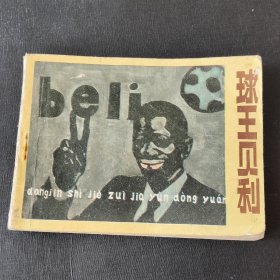 beli
球王贝利
dangjin shi jie zui jia yun dong yuan